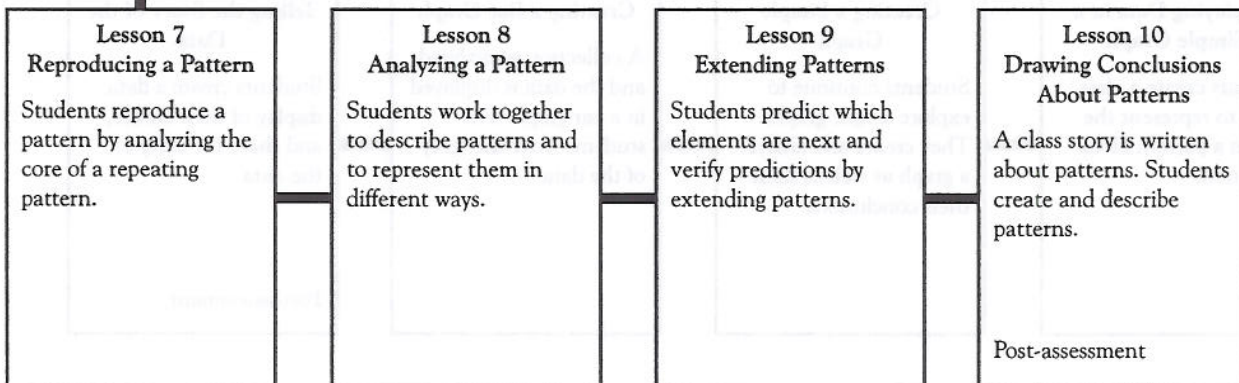 Lesson 7
Reproducing a Pattern
Students reproduce a
pattern by analyzing the
core of a repeating
pattern.
Lesson 8
Analyzing a Pattern
Students work together
to describe patterns and
to represent them in
different ways.
Lesson 9
Extending Patterns
Students predict which
elements are next and
verify predictions by
extending patterns.
Lesson 10
Drawing Conclusions
About Patterns
A class story is written
about patterns. Students
create and describe
patterns.
Post-assessment